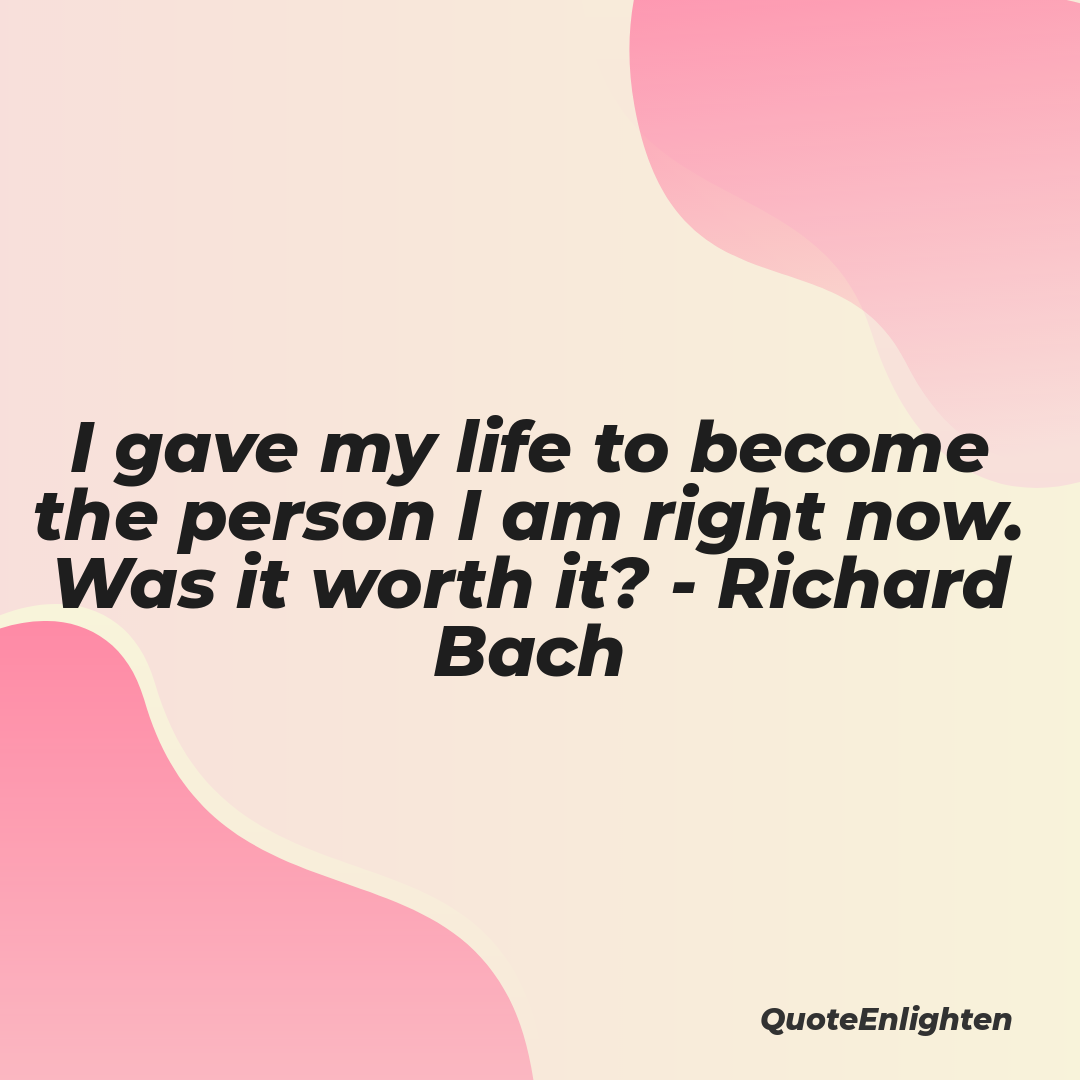 I gave my life to become
the person I am right now.
Was it worth it? - Richard
Bach
QuoteEnlighten